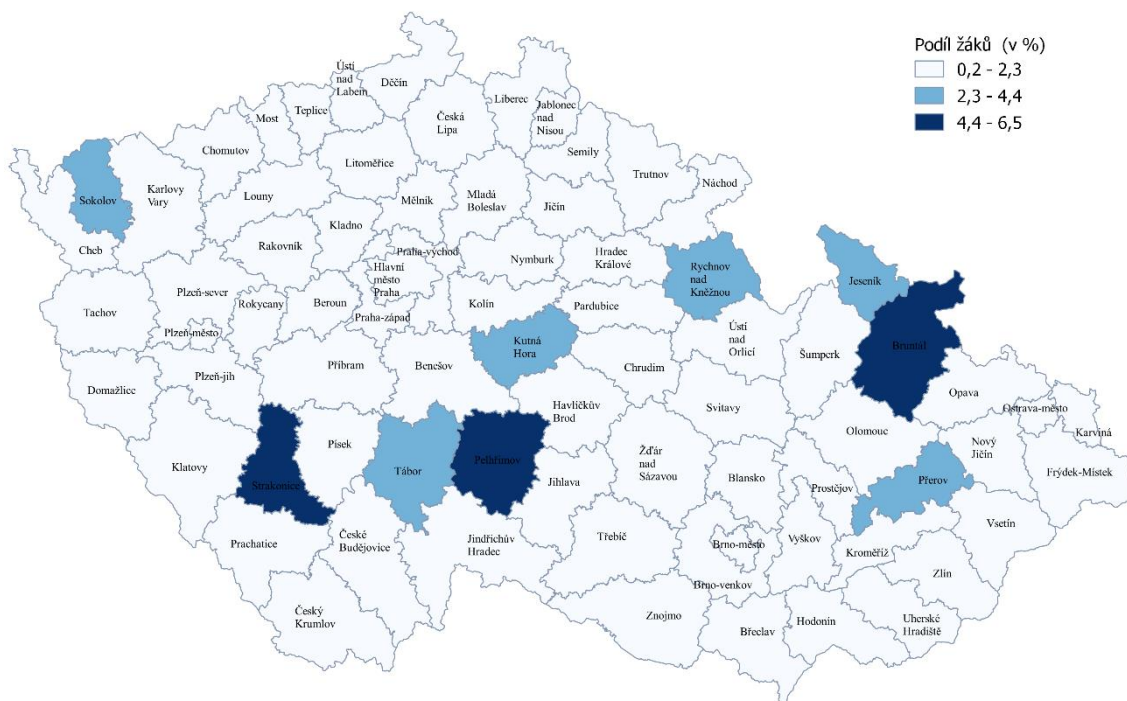 Podíl žáků (v %)
0,2 - 2,3
2,3 - 4,4
4,4 - 6,5
Ústí
nad
Labem
Děčín
Liberec
Jablonec
nad
Nisou
Most
Teplice
Česká
Lípa
Chomutov
Litoměřice
Semily
Trutnov
Náchod
Sokolov
Karlovy
Vary
Louny
Mělník
Mladá
Boleslav
Jičín
Kladno
Cheb
Rakovník
Praha-východ
Nymburk
Hradec
Králové
Rychnov
nad
Kněžnou
Jeseník
Hlavní
město
Praha
Plzeň-sever
Rokycany
Beroun
Kolín
Pardubice
Tachov
Praha-západ
Plzeň-město
Kutná
Hora
Ústí
nad
Orlicí
Šumperk
Bruntál
Domažlice
Plzeň-jih
Příbram
Benešov
Chrudim
Opava
Ostrava-město
Karviná
Havlíčkův
Brod
Svitavy
Olomouc
Nový
Jičín
Frýdek-Místek
Klatovy
Písek
Tábor
Pelhřimov
Žďár
nad
Sázavou
Strakonice
Jihlava
Blansko
Prostějov
Přerov
Vsetín
Prachatice
České
Budějovice
Jindřichův
Hradec
Třebíč
Brno-město
Vyškov
Kroměříž
Zlín
Brno-venkov
Český
Krumlov
Znojmo
Břeclav
Hodonín
Uherské
Hradiště